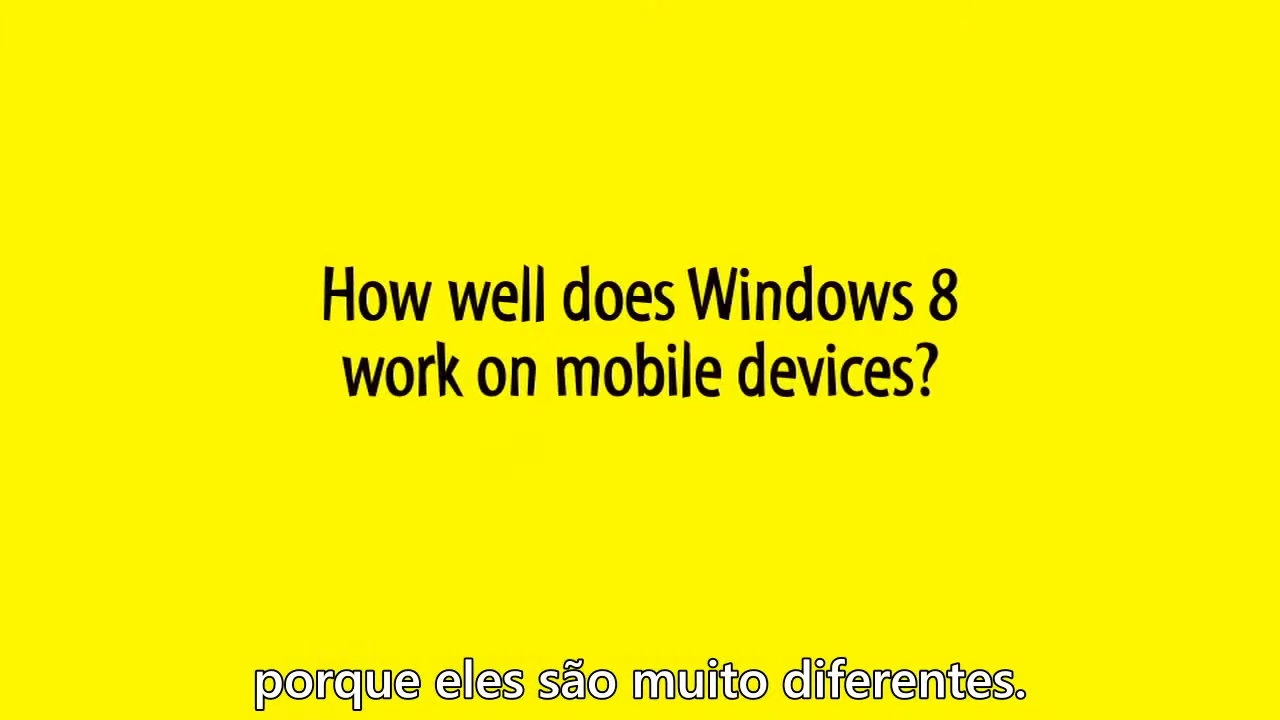 How well does Windows 8
work on mobile devices?
porque eles são muito diferentes.